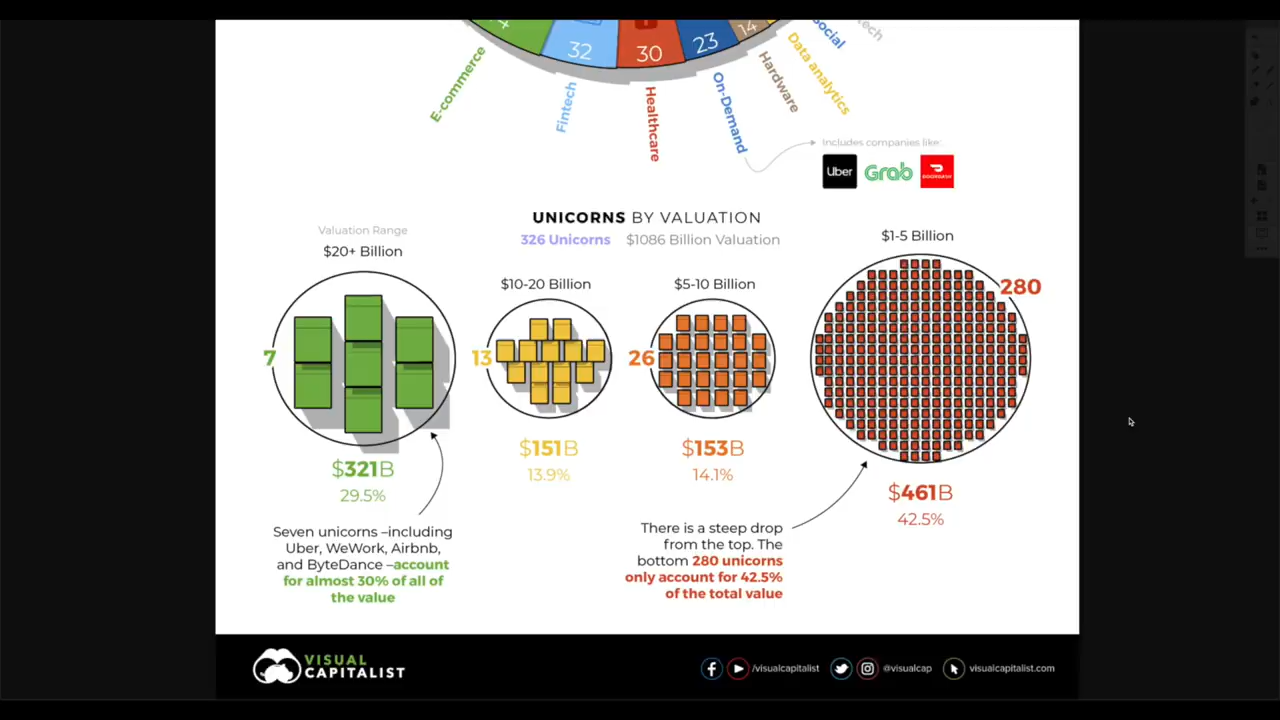 32
30
23
14
E-commerce
Fintech
Healthcare
On-Demand
Hardware
Data analytics
Social
tech
Includes companies like:
Uber
Grab
DOORDASH
UNICORNS BY VALUATION
326 Unicorns $1086 Billion Valuation
Valuation Range
$20+ Billion
$10-20 Billion
$5-10 Billion
$1-5 Billion
7
13
26
280
$321B
29.5%
$151B
13.9%
$153B
14.1%
$461B
42.5%
Seven unicorns –including
Uber, WeWork, Airbnb,
and ByteDance –account
for almost 30% of all of
the value
There is a steep drop
from the top. The
bottom 280 unicorns
only account for 42.5%
of the total value
VISUAL
CAPITALIST
/visualcapitalist
@visualcap
visualcapitalist.com